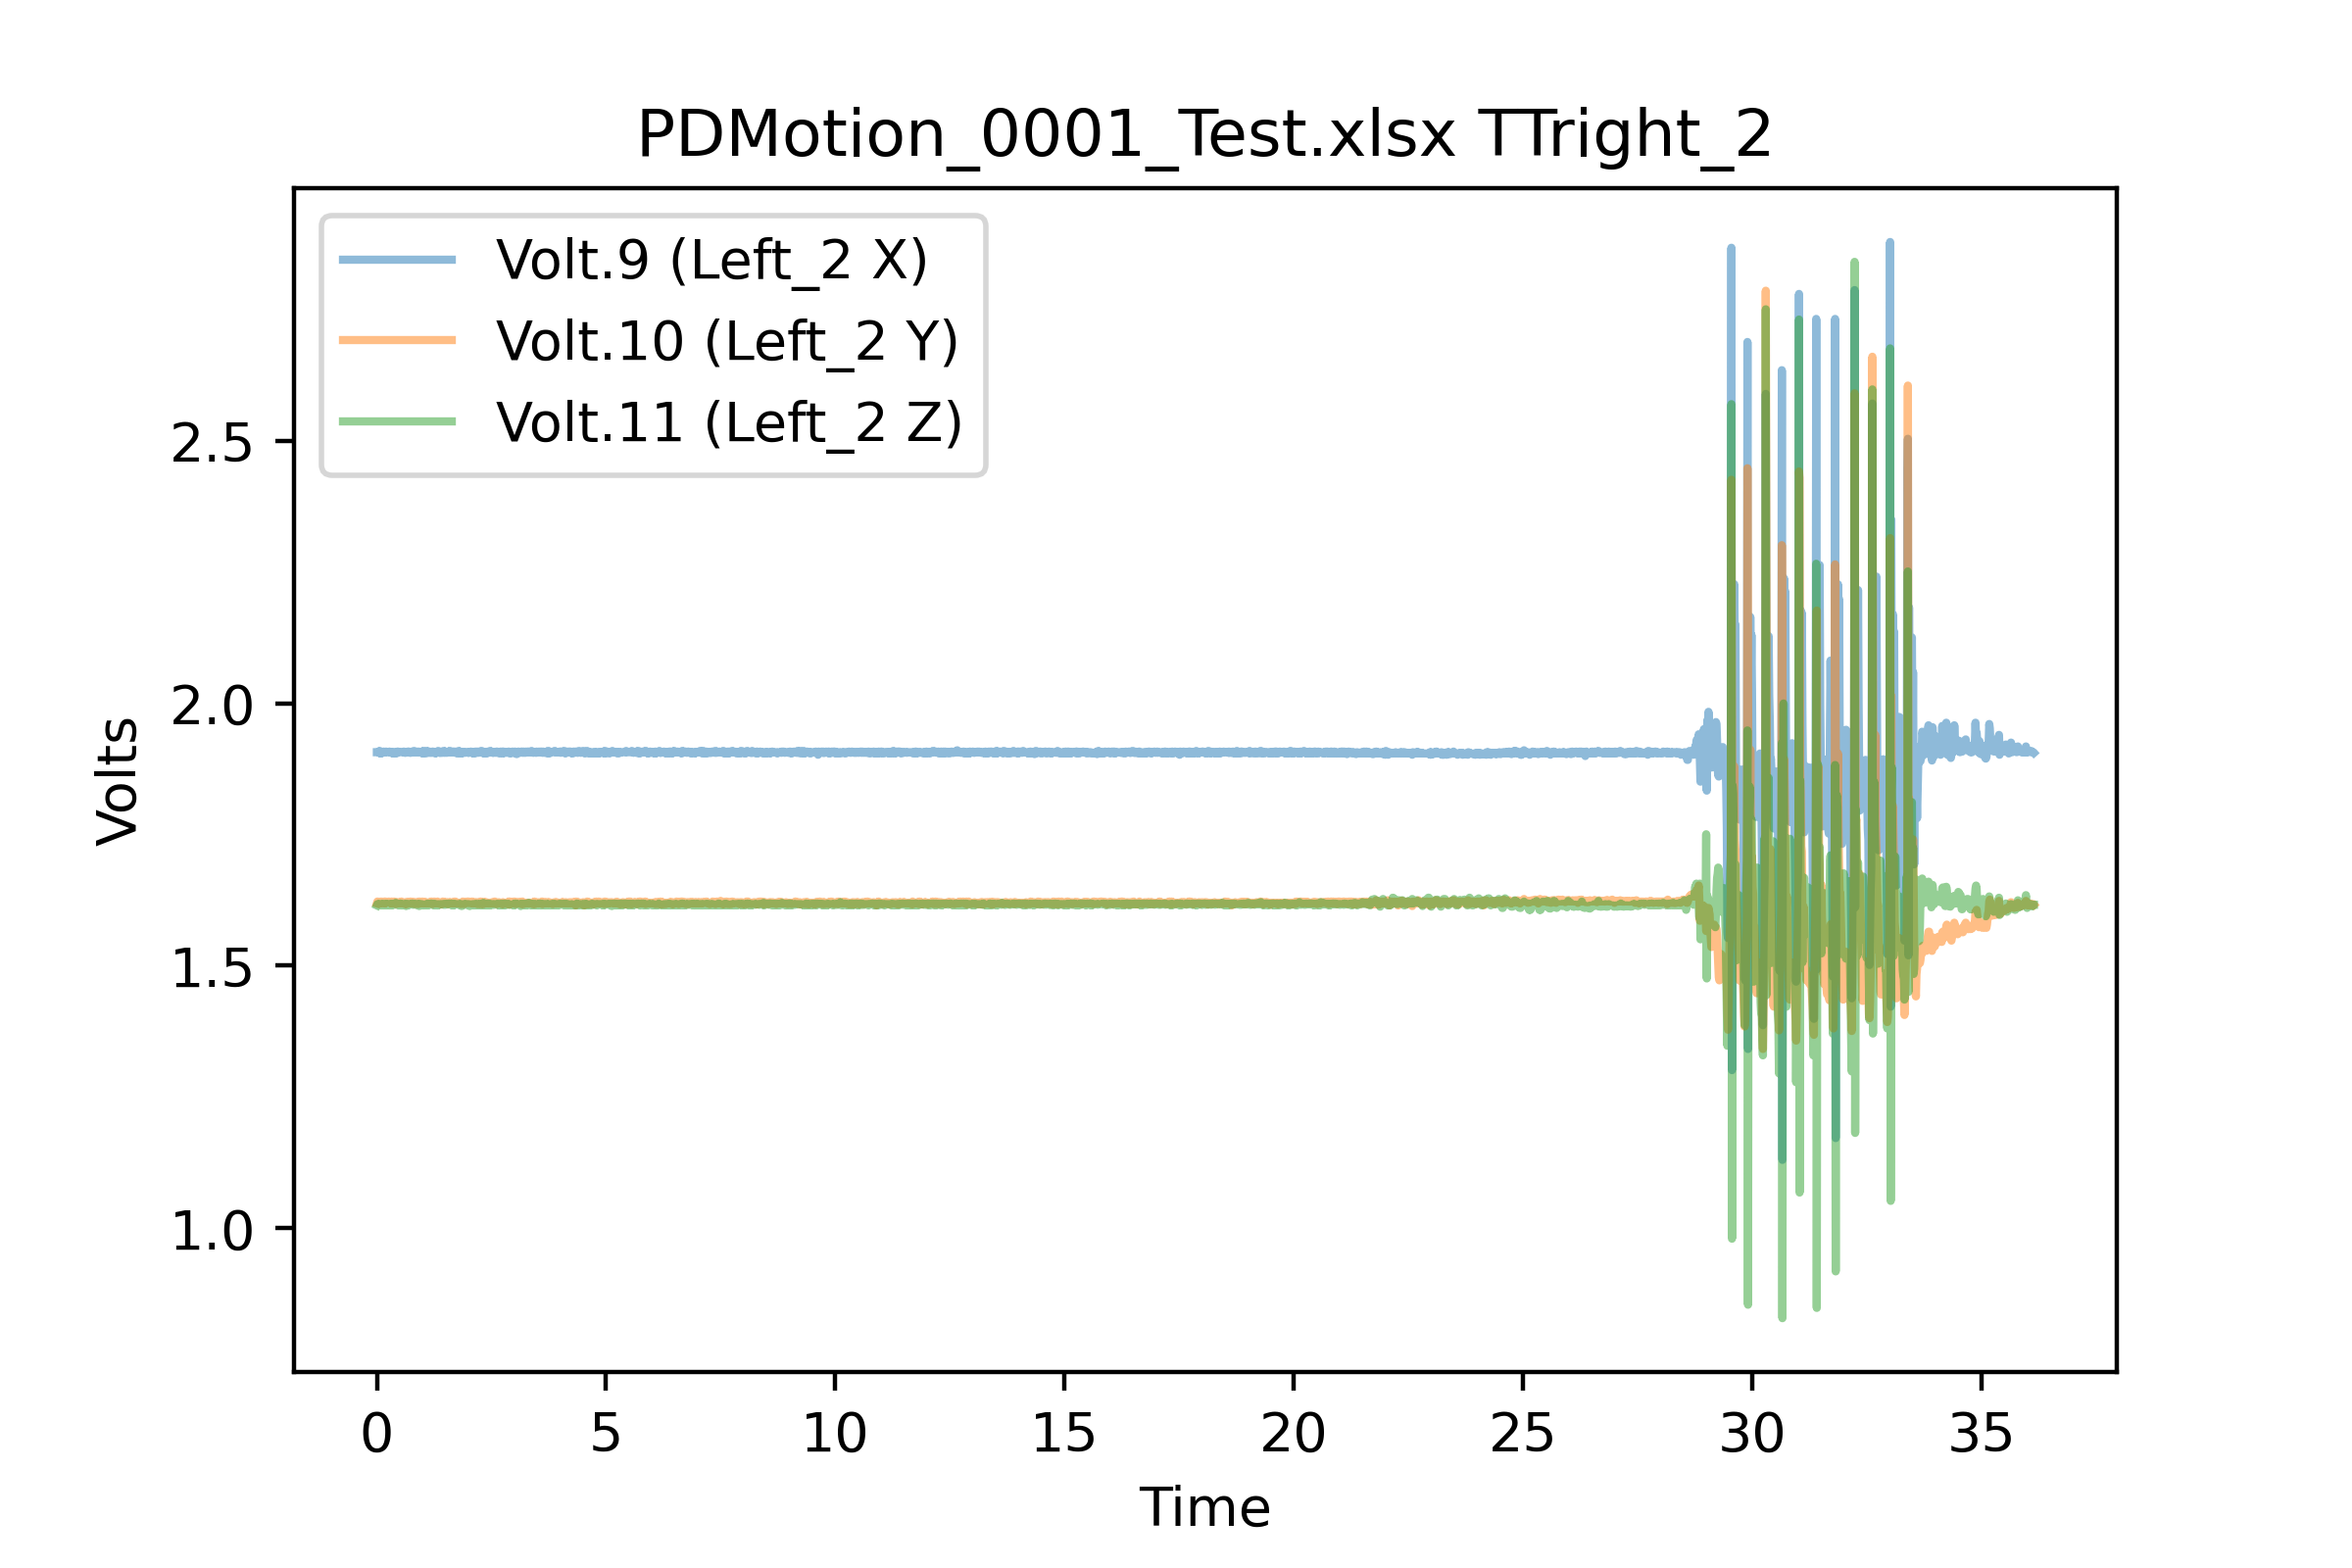 PDMotion_0001_Test.xlsx TTright_2
Volt.9 (Left_2 X)
Volt.10 (Left_2 Y)
Volt.11 (Left_2 Z)
2.5
2.0
1.5
1.0
Volts
0 5 10 15 20 25 30 35
Time